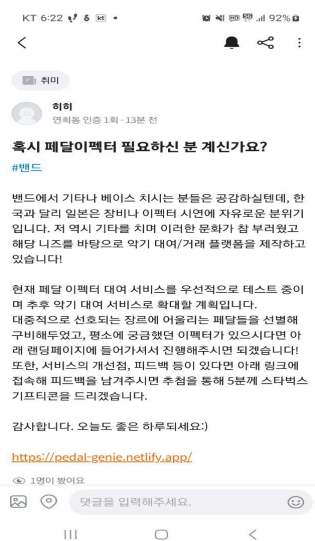 KT 6:22 kt • 92%
취미
히히
연희동 인증 1회 · 13분 전
혹시 페달이펙터 필요하신 분 계신가요?
#밴드
밴드에서 기타나 베이스 치시는 분들은 공감하실텐데, 한
국과 달리 일본은 장비나 이펙터 시연에 자유로운 분위기
입니다. 저 역시 기타를 치며 이러한 문화가 참 부러웠고
해당 니즈를 바탕으로 악기 대여/거래 플랫폼을 제작하고
있습니다!
현재 페달 이펙터 대여 서비스를 우선적으로 테스트 중이
며 추후 악기 대여 서비스로 확대할 계획입니다.
대중적으로 선호되는 장르에 어울리는 페달들을 선별해
구비해두었고, 평소에 궁금했던 이펙터가 있으시다면 아
래 랜딩페이지에 들어가셔서 진행해주시면 되겠습니다!
또한, 서비스의 개선점, 피드백 등이 있다면 아래 링크에
접속해 피드백을 남겨주시면 추첨을 통해 5분께 스타벅스
기프티콘을 드리겠습니다.
감사합니다. 오늘도 좋은 하루되세요:)
https://pedal-genie.netlify.app/
1명이 봤어요
댓글을 입력해주세요.